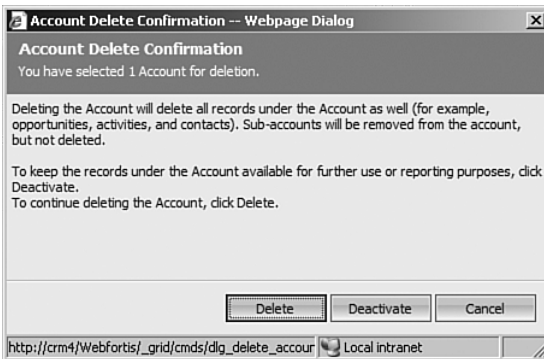 Account Delete Confirmation -- Webpage Dialog
Account Delete Confirmation
You have selected 1 Account for deletion.
Deleting the Account will delete all records under the Account as well (for example,
opportunities, activities, and contacts). Sub-accounts will be removed from the account,
but not deleted.
To keep the records under the Account available for further use or reporting purposes, click
Deactivate.
To continue deleting the Account, click Delete.
Delete Deactivate Cancel
http://crm4/Webfortis/_grid/cmds/dlg_delete_accour Local intranet